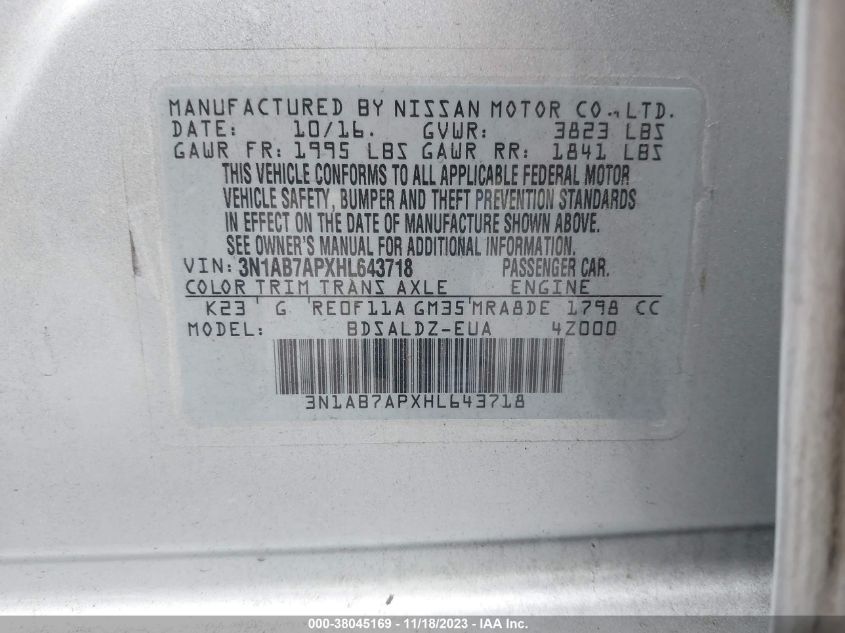 MANUFACTURED BY NISSAN MOTOR CO., LTD.
DATE: 10/16. GVWR: 3823 LBS
GAWR FR: 1995 LBS GAWR RR: 1841 LBS
THIS VEHICLE CONFORMS TO ALL APPLICABLE FEDERAL MOTOR
VEHICLE SAFETY, BUMPER AND THEFT PREVENTION STANDARDS
IN EFFECT ON THE DATE OF MANUFACTURE SHOWN ABOVE.
SEE OWNER'S MANUAL FOR ADDITIONAL INFORMATION.
VIN: 3N1AB7APXHL643718 PASSENGER CAR.
COLOR TRIM TRANS AXLE ENGINE
K23 G RE0F11A GM35 MRA8DE 1798 CC
MODEL: BDSALDZ-EUA 4Z000
3N1AB7APXHL643718
000-38045169 - 11/18/2023 - IAA Inc.